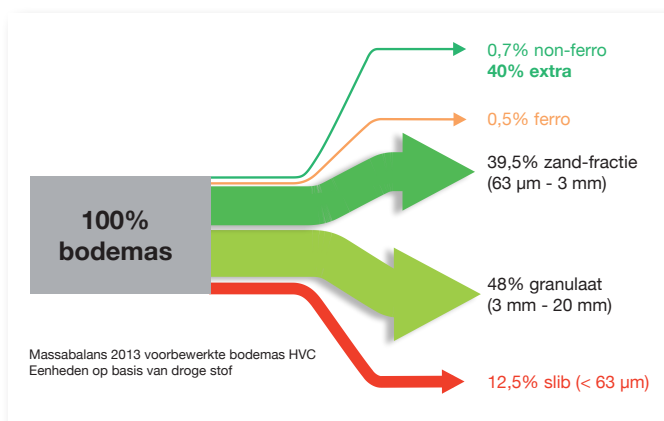 0,7% non-ferro
40% extra
0,5% ferro
39,5% zand-fractie
(63 µm - 3 mm)
100%
bodemas
48% granulaat
(3 mm - 20 mm)
Massabalans 2013 voorbewerkte bodemas HVC
Eenheden op basis van droge stof
12,5% slib (< 63 µm)